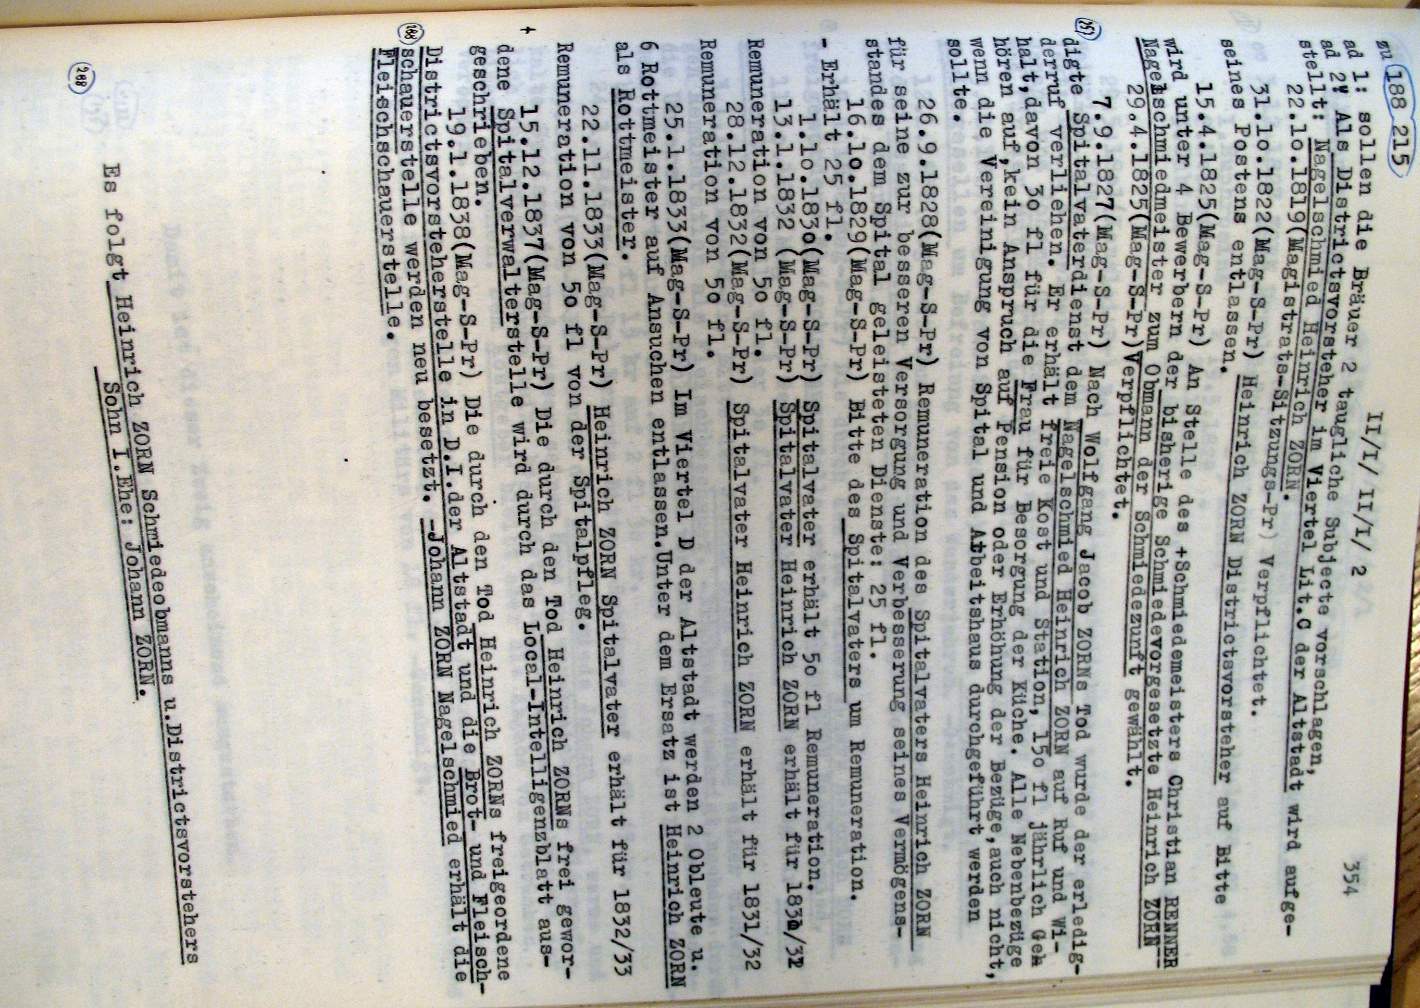 II/I/ II/I/ 2
354
zu 188 215
ad 1: sollen die Bräuer 2 taugliche Subjecte vorschlagen,
ad 2: Als Districtsvorsteher im Viertel Lit.C der Altstadt wird aufge-
stellt: Nagelschmied Heinrich ZORN.
22.1o.1819(Magistrats-Sitzungs-Pr) Verpflichtet.
31.1o.1822(Mag-S-Pr) Heinrich ZORN Districtsvorsteher auf Bitte
seines Postens entlassen.
15.4.1825(Mag-S-Pr) An Stelle des +Schmiedemeisters Christian RENNER
wird unter 4 Bewerbern der bisherige Schmiedevorgesetzte Heinrich ZORN
Nagelschmiedmeister zum Obmann der Schmiedezunft gewählt.
29.4.1825(Mag-S-Pr)Verpflichtet.
257
7.9.1827(Mag-S-Pr) Nach Wolfgang Jacob ZORNs Tod wurde der erledig-
digte Spitalvaterdienst dem Nagelschmied Heinrich ZORN auf Ruf und Wi-
derruf verliehen. Er erhält freie Kost und Station, 15o fl jährlich Geh
halt,davon 3o fl für die Frau für Besorgung der Küche. Alle Nebenbezüge
hören auf,kein Anspruch auf Pension oder Erhöhung der Bezüge,auch nicht,
wenn die Vereinigung von Spital und Atbeitshaus durchgeführt werden
sollte.
26.9.1828(Mag-S-Pr) Remuneration des Spitalvaters Heinrich ZORN
für seine zur besseren Versorgung und Verbesserung seines Vermögens-
standes dem Spital geleisteten Dienste: 25 fl.
16.1o.1829(Mag-S-Pr) Bitte des Spitalvaters um Remuneration.
- Erhält 25 fl.
1.1o.183o(Mag-S-Pr) Spitalvater erhält 5o fl Remuneration.
13.1.1832 (Mag-S-Pr) Spitalvater Heinrich ZORN erhält für
Remuneration von 5o fl.
28.12.1832(Mag-S-Pr) Spitalvater Heinrich ZORN erhält für 1831/32
Remuneration von 5o fl.
25.1.1833(Mag-S-Pr) Im Viertel D der Altstadt werden 2 Obleute u.
6 Rottmeister auf Ansuchen entlassen.Unter dem Ersatz ist Heinrich ZORN
als Rottmeister.
22.11.1833(Mag-S-Pr) Heinrich ZORN Spitalvater erhält für 1832/33
Remuneration von 5o fl von der Spitalpfleg.
+ 15.12.1837(Mag-S-Pr) Die durch den Tod Heinrich ZORNs frei gewor-
dene Spitalverwalterstelle wird durch das Local-Intelligenzblatt aus-
geschrieben.
19.1.1838(Mag-S-Pr) Die durch den Tod Heinrich ZORNs freigeordene
Districtsvorsteherstelle in D.I.der Altstadt und die Brot- und Fleisch-
188 schauerstelle werden neu besetzt. -Johann ZORN Nagelschmied erhält die
Fleischschauerstelle.
288
Es folgt Heinrich ZORN Schmiedeobmanns u.Districtsvorstehers
Sohn I.Ehe: Johann ZORN.